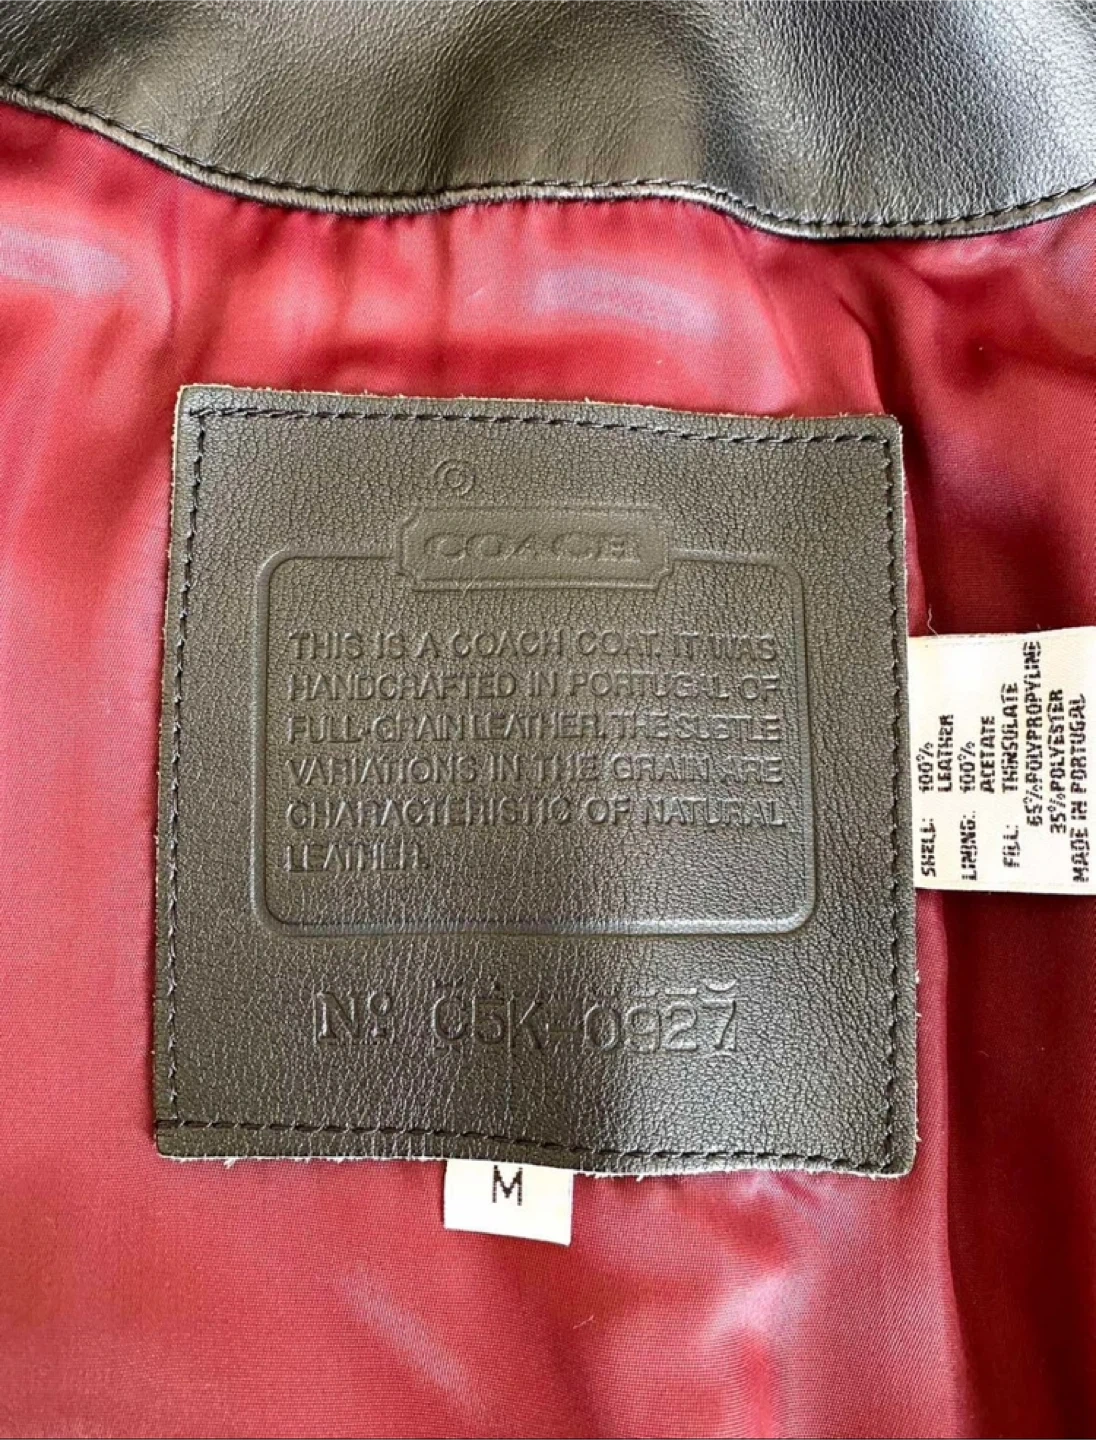 COACH
THIS IS A COACH COAT. IT WAS
HANDCRAFTED IN PORTUGAL OF
FULL-GRAIN LEATHER. THE SUBTLE
VARIATIONS IN THE GRAIN ARE
CHARACTERISTIC OF NATURAL
LEATHER.
Nº C5K-0927
M
SHELL: 100%
LEATHER
LINING: 100%
ACETATE
FILL: THINSULATE
65%POLYPROPYLINE
35%POLYESTER
MADE IN PORTUGAL